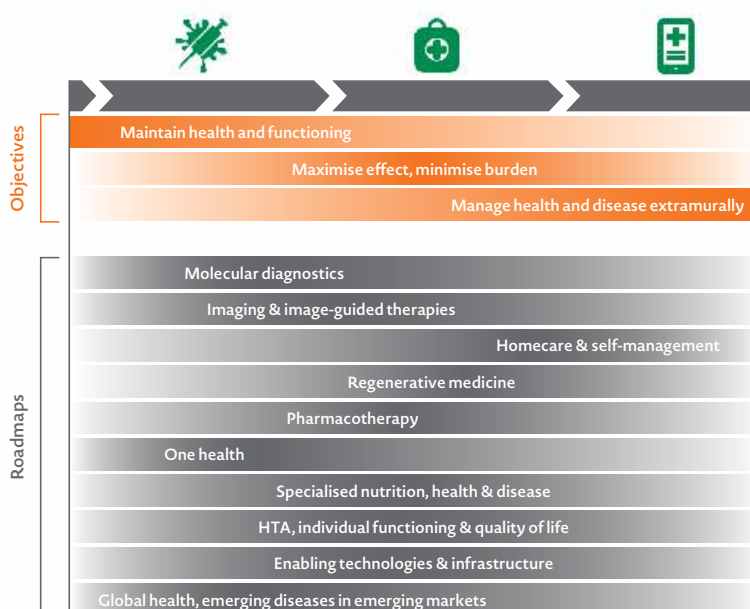 Objectives
Maintain health and functioning
Maximise effect, minimise burden
Manage health and disease extramurally
Roadmaps
Molecular diagnostics
Imaging & image-guided therapies
Homecare & self-management
Regenerative medicine
Pharmacotherapy
One health
Specialised nutrition, health & disease
HTA, individual functioning & quality of life
Enabling technologies & infrastructure
Global health, emerging diseases in emerging markets